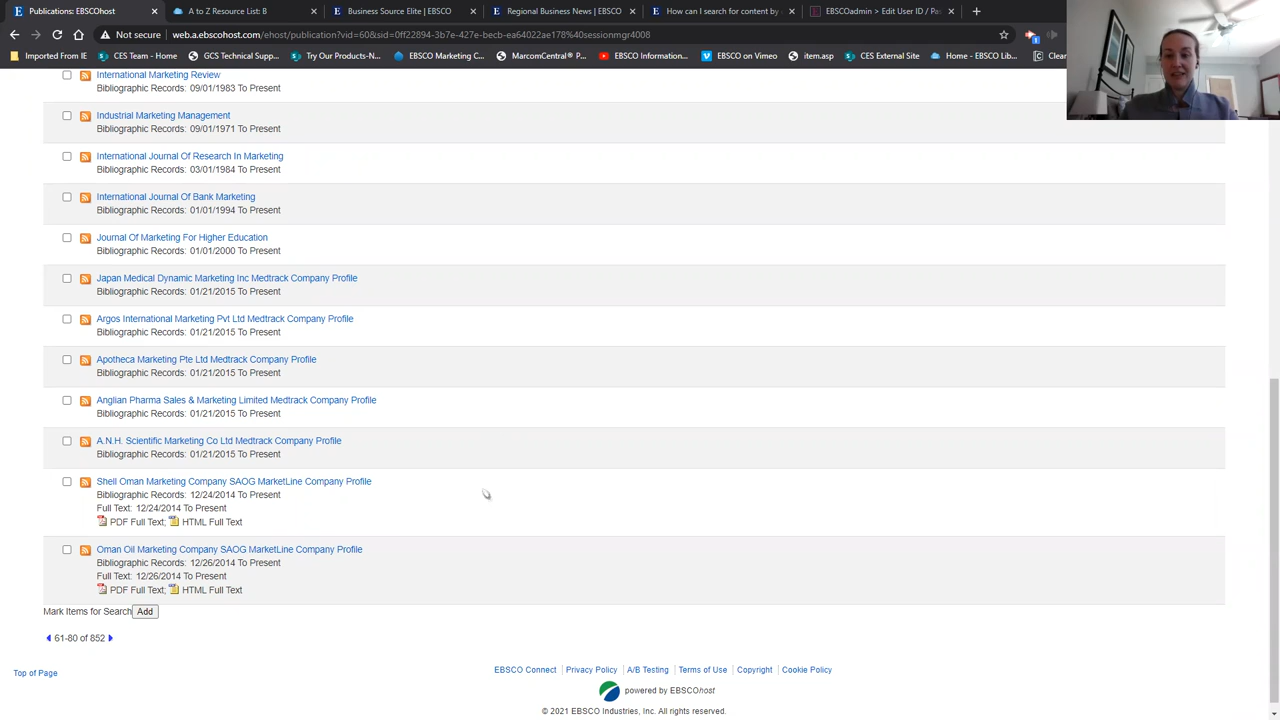 Publications: EBSCOhost
A to Z Resource List: B
Business Source Elite | EBSCO
Regional Business News | EBSCO
How can I search for content by
EBSCOadmin > Edit User ID / Pa
Not secure | web.a.ebscohost.com/ehost/publication?vid=60&sid=0ff22894-3b7e-427e-becb-ea64022ae178%40sessionmgr4008
Imported From IE
CES Team - Home
GCS Technical Supp...
Try Our Products-N...
EBSCO Marketing C...
MarcomCentral® P...
EBSCO on Vimeo
item.asp
CES External Site
Home - EBSCO Lib...
Clean
International Marketing Review
Bibliographic Records: 09/01/1983 To Present
Industrial Marketing Management
Bibliographic Records: 09/01/1971 To Present
International Journal Of Research In Marketing
Bibliographic Records: 03/01/1984 To Present
International Journal Of Bank Marketing
Bibliographic Records: 01/01/1994 To Present
Journal Of Marketing For Higher Education
Bibliographic Records: 01/01/2000 To Present
Japan Medical Dynamic Marketing Inc Medtrack Company Profile
Bibliographic Records: 01/21/2015 To Present
Argos International Marketing Pvt Ltd Medtrack Company Profile
Bibliographic Records: 01/21/2015 To Present
Apotheca Marketing Pte Ltd Medtrack Company Profile
Bibliographic Records: 01/21/2015 To Present
Anglian Pharma Sales & Marketing Limited Medtrack Company Profile
Bibliographic Records: 01/21/2015 To Present
A.N.H. Scientific Marketing Co Ltd Medtrack Company Profile
Bibliographic Records: 01/21/2015 To Present
Shell Oman Marketing Company SAOG MarketLine Company Profile
Bibliographic Records: 12/24/2014 To Present
Full Text: 12/24/2014 To Present
PDF Full Text; HTML Full Text
Oman Oil Marketing Company SAOG MarketLine Company Profile
Bibliographic Records: 12/26/2014 To Present
Full Text: 12/26/2014 To Present
PDF Full Text; HTML Full Text
Mark Items for Search Add
61-80 of 852
Top of Page
EBSCO Connect | Privacy Policy | A/B Testing | Terms of Use | Copyright | Cookie Policy
powered by EBSCOhost
© 2021 EBSCO Industries, Inc. All rights reserved.